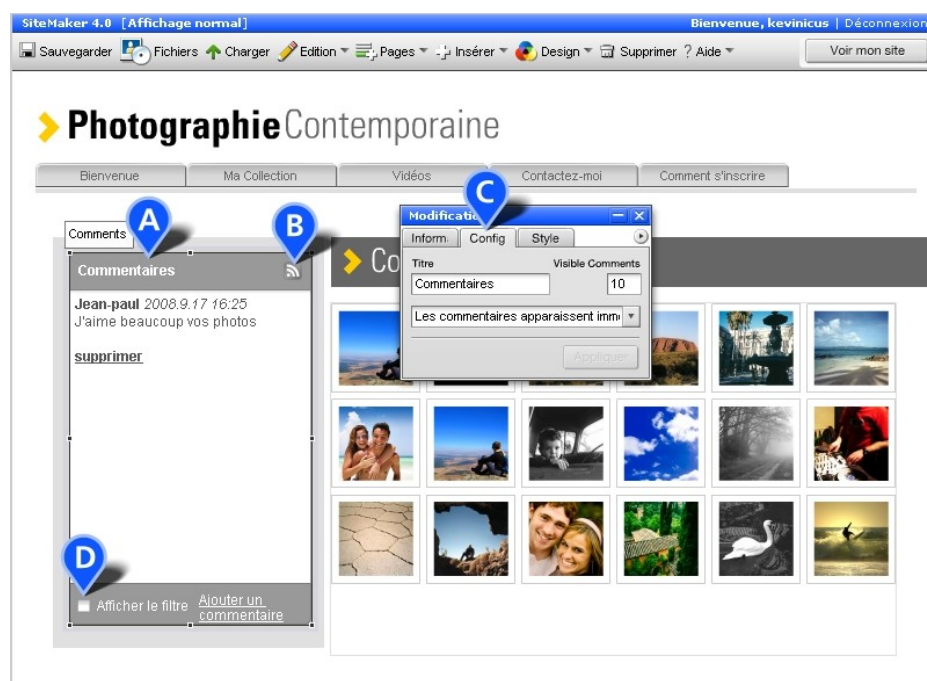 SiteMaker 4.0 [Affichage normal] Bienvenue, kevinicus | Déconnexion
Sauvegarder Fichiers Charger Edition Pages Insérer Design Supprimer ? Aide Voir mon site
Photographie Contemporaine
Bienvenue Ma Collection Vidéos Contactez-moi Comment s'inscrire
A
B
C
Comments
Commentaires
Jean-paul 2008.9.17 16:25
J'aime beaucoup vos photos
supprimer
Co
Inform. Config Style
Titre Visible Comments
Commentaires 10
Les commentaires apparaissent
Appliquer
D
Afficher le filtre Ajouter un
commentaire